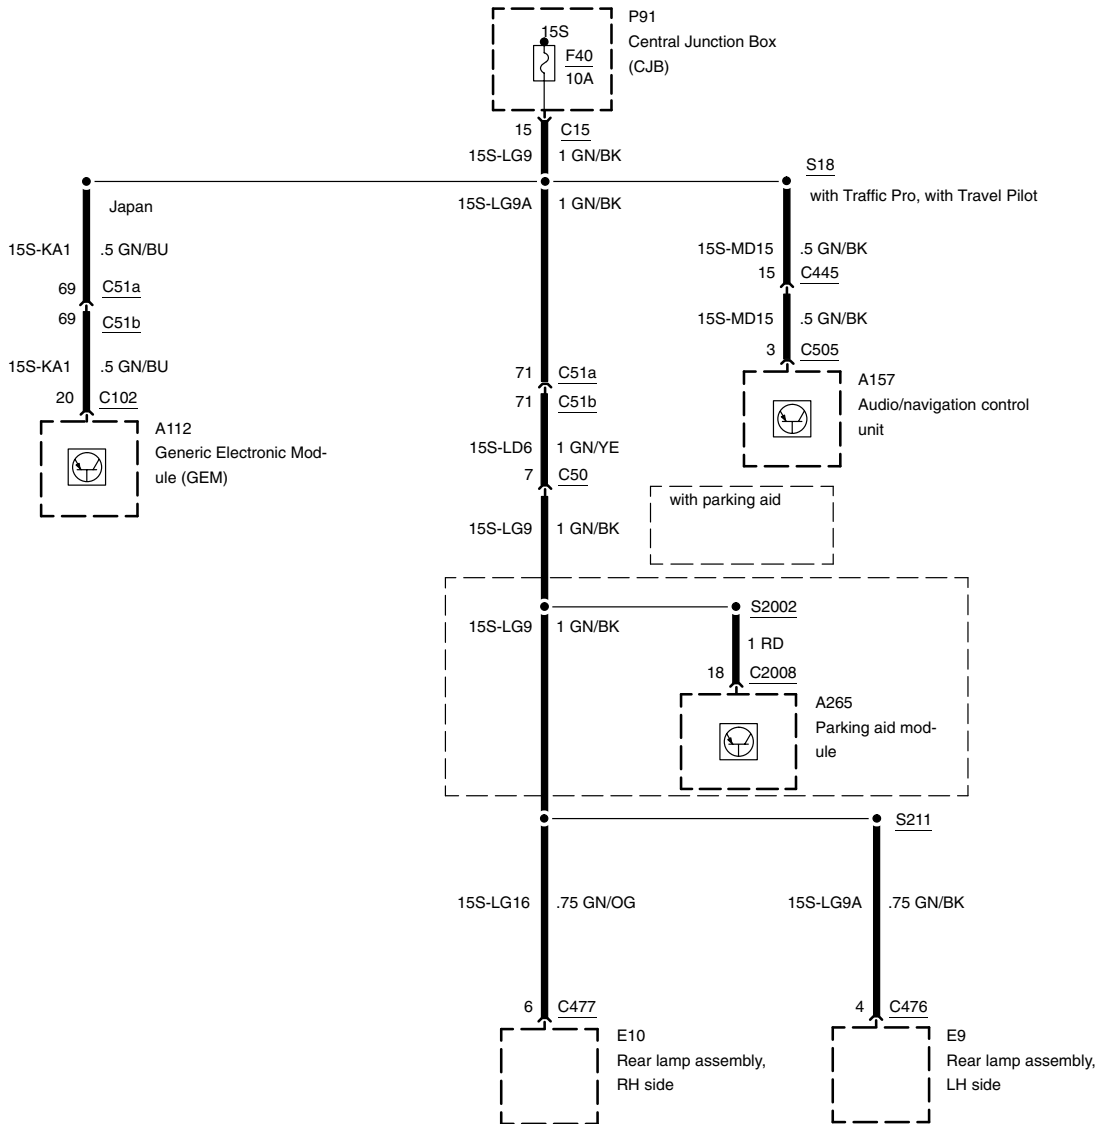 P91
Central Junction Box
(CJB)
15S
F40
10A
15 C15
15S-LG9 1 GN/BK
S18
with Traffic Pro, with Travel Pilot
15S-LG9A 1 GN/BK
Japan
15S-KA1 .5 GN/BU
69 C51a
69 C51b
15S-KA1 .5 GN/BU
20 C102
A112
Generic Electronic Mod-
ule (GEM)
15S-MD15 .5 GN/BK
15 C445
15S-MD15 .5 GN/BK
3 C505
A157
Audio/navigation control
unit
71 C51a
71 C51b
15S-LD6 1 GN/YE
7 C50
15S-LG9 1 GN/BK
with parking aid
S2002
15S-LG9 1 GN/BK
1 RD
18 C2008
A265
Parking aid mod-
ule
S211
15S-LG16 .75 GN/OG
15S-LG9A .75 GN/BK
6 C477
4 C476
E10
Rear lamp assembly,
RH side
E9
Rear lamp assembly,
LH side